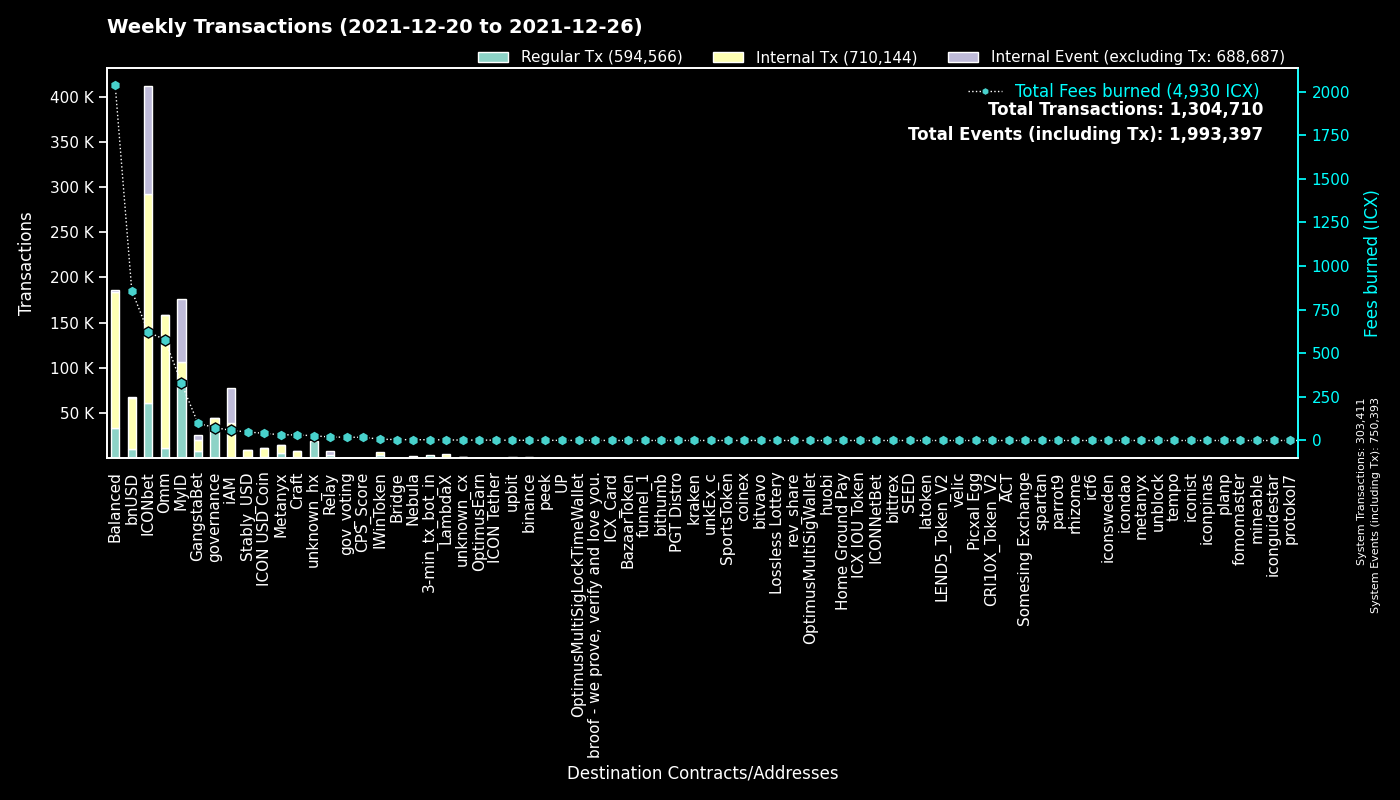 Weekly Transactions (2021-12-20 to 2021-12-26)
Regular Tx (594,566)
Internal Tx (710,144)
Internal Event (excluding Tx: 688,687)
Total Fees burned (4,930 ICX)
Total Transactions: 1,304,710
Total Events (including Tx): 1,993,397
Transactions
400 K
350 K
300 K
250 K
200 K
150 K
100 K
50 K
2000
1750
1500
1250
1000
750
500
250
0
Fees burned (ICX)
System Transactions: 303,411
System Events (including Tx): 750,393
Balanced
bnUSD
ICONbet
Omm
MyID
GangstaBet
governance
iAM
Stably_USD
ICON USD Coin
Metanyx
Craft
unknown_hx
Relay
gov_voting
CPS_Score
IWinToken
Bridge
Nebula
3-min_tx_bot_in
LambdaX
unknown_cx
OptimusEarn
ICON Tether
upbit
binance
peek
UP
OptimusMultiSigLockTimeWallet
broof - we prove, verify and love you.
ICX_Card
BazaarToken
funnel_1
bithumb
PGT Distro
kraken
unkEx_c
SportsToken
coinex
bitvavo
Lossless Lottery
rev_share
OptimusMultiSigWallet
huobi
Home Ground Pay
ICX IOU Token
ICONNetBet
bittrex
SEED
latoken
LEND5_Token_V2
velic
Picxal Egg
CRI10X_Token_V2
ACT
Somesing Exchange
spartan
parrot9
rhizome
icf6
iconsweden
icondao
metanyx
unblock
tempo
iconist
iconpinas
planp
fomomaster
mineable
iconguidestar
protokol7
Destination Contracts/Addresses